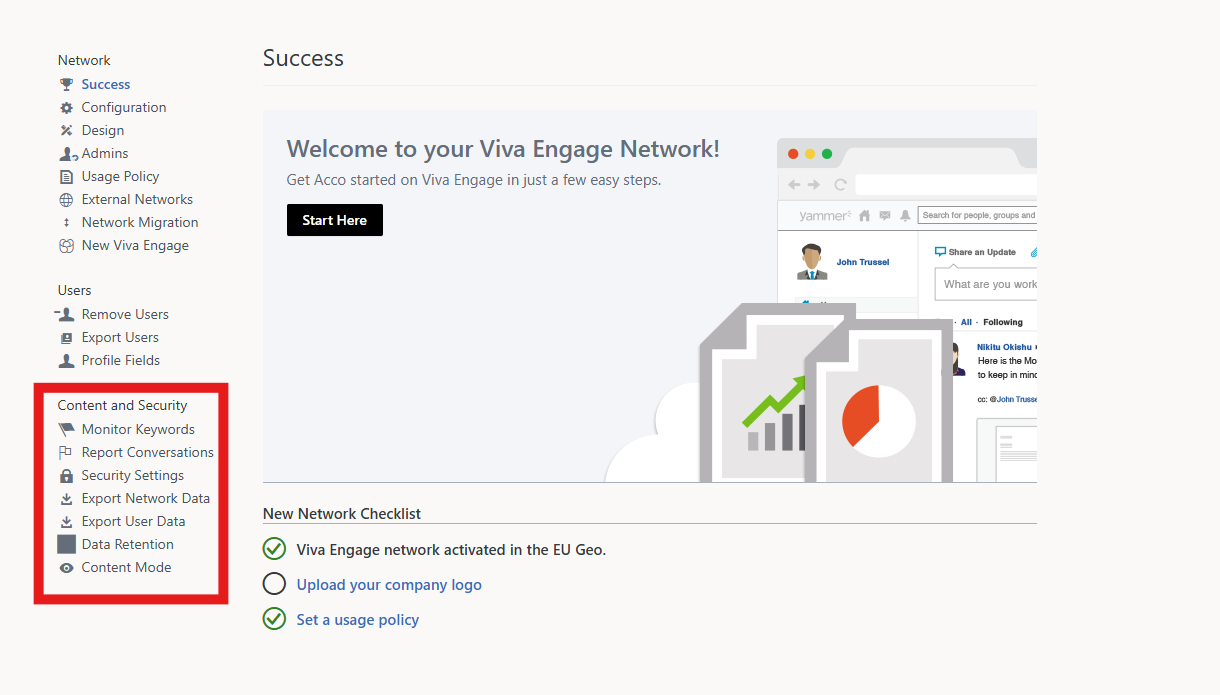 Network
Success
Configuration
Design
Admins
Usage Policy
External Networks
Network Migration
New Viva Engage
Users
Remove Users
Export Users
Profile Fields
Content and Security
Monitor Keywords
Report Conversations
Security Settings
Export Network Data
Export User Data
Data Retention
Content Mode
Success
Welcome to your Viva Engage Network!
Get Acco started on Viva Engage in just a few easy steps.
Start Here
yammer
Search for people, groups and
John Trussel
Share an Update
What are you work
· All · Following
Nikitu Okishu
Here is the Mo
to keep in mind
cc: @John Trusse
New Network Checklist
Viva Engage network activated in the EU Geo.
Upload your company logo
Set a usage policy